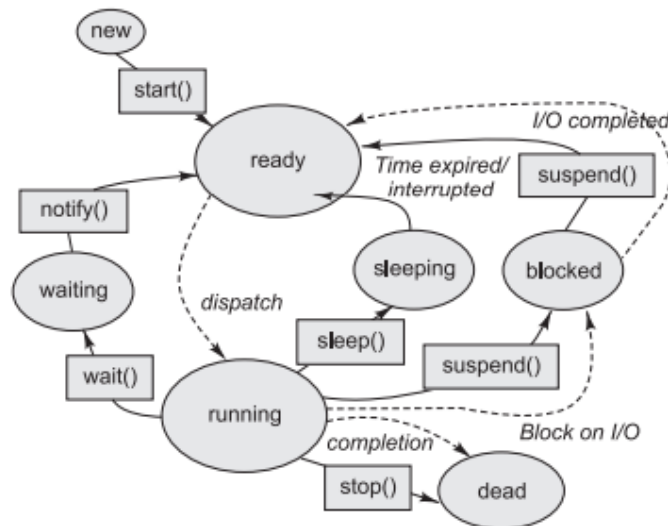 new
start()
I/O completed
ready
Time expired/
interrupted
suspend()
notify()
sleeping
blocked
waiting
dispatch
sleep()
wait()
suspend()
running
completion
Block on I/O
stop()
dead